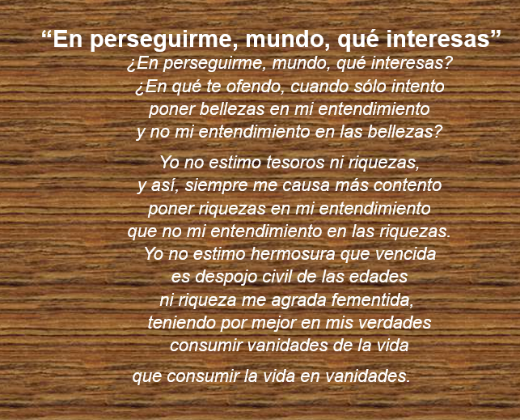 “En perseguirme, mundo, qué interesas”
¿En perseguirme, mundo, qué interesas?
¿En qué te ofendo, cuando sólo intento
poner bellezas en mi entendimiento
y no mi entendimiento en las bellezas?
Yo no estimo tesoros ni riquezas,
y así, siempre me causa más contento
poner riquezas en mi entendimiento
que no mi entendimiento en las riquezas.
Yo no estimo hermosura que vencida
es despojo civil de las edades
ni riqueza me agrada fementida,
teniendo por mejor en mis verdades
consumir vanidades de la vida
que consumir la vida en vanidades.